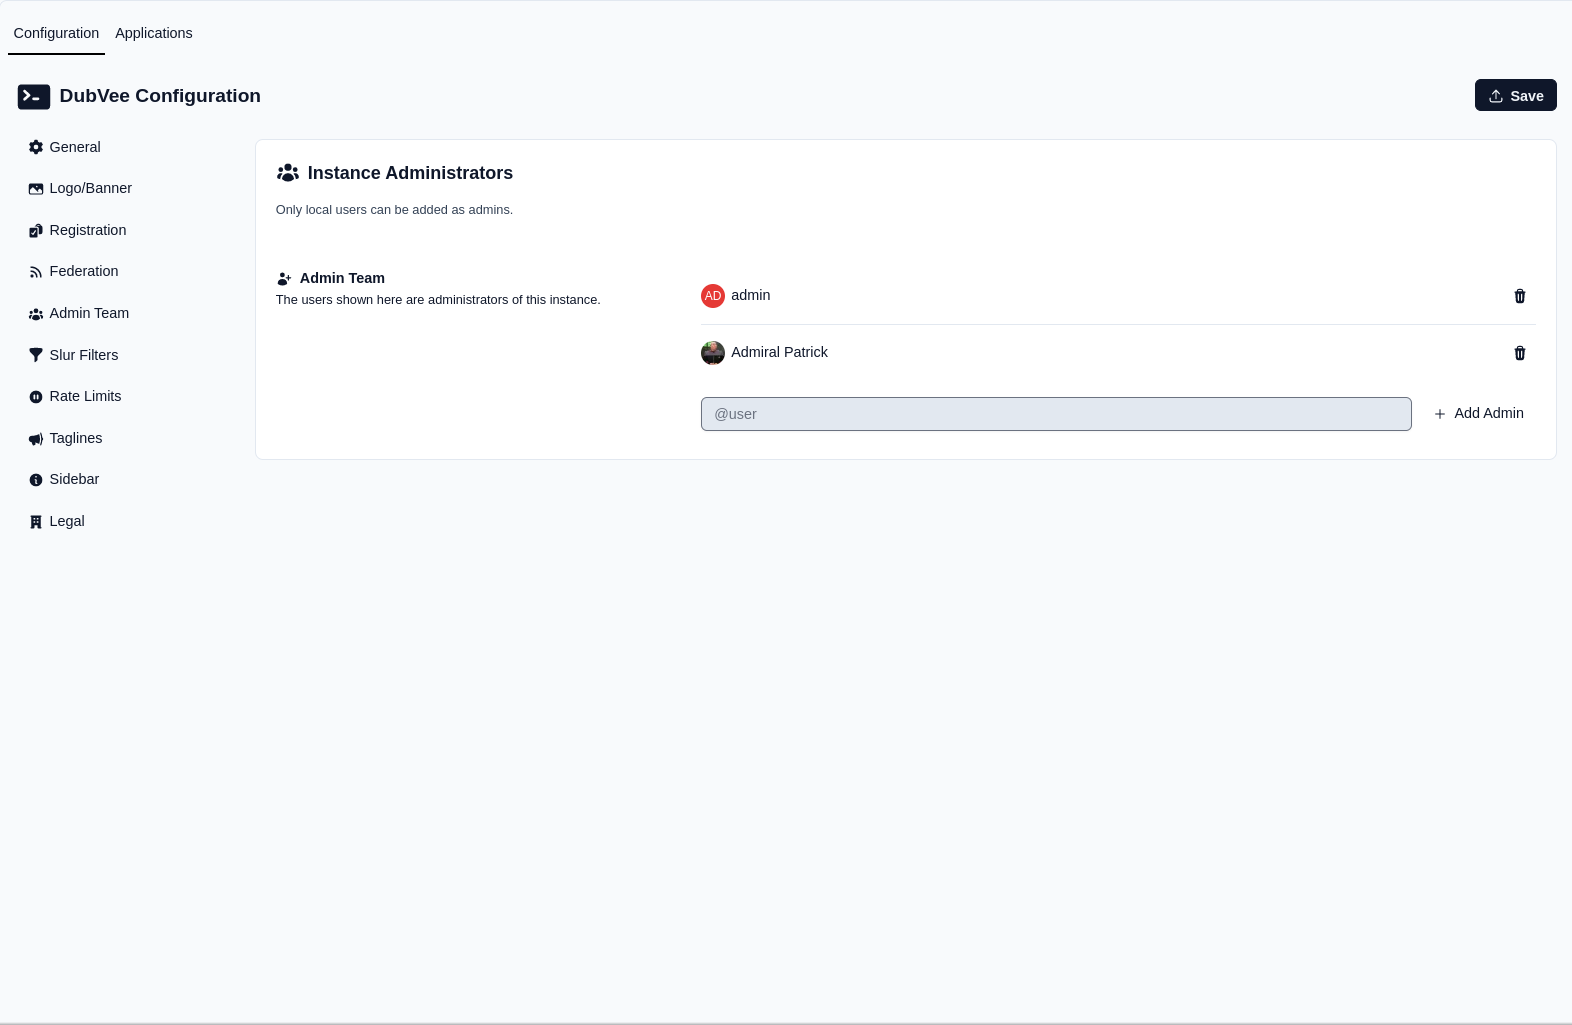 Configuration Applications
DubVee Configuration
Save
General
Logo/Banner
Registration
Federation
Admin Team
Slur Filters
Rate Limits
Taglines
Sidebar
Legal
Instance Administrators
Only local users can be added as admins.
Admin Team
The users shown here are administrators of this instance.
AD admin
Admiral Patrick
@user
Add Admin